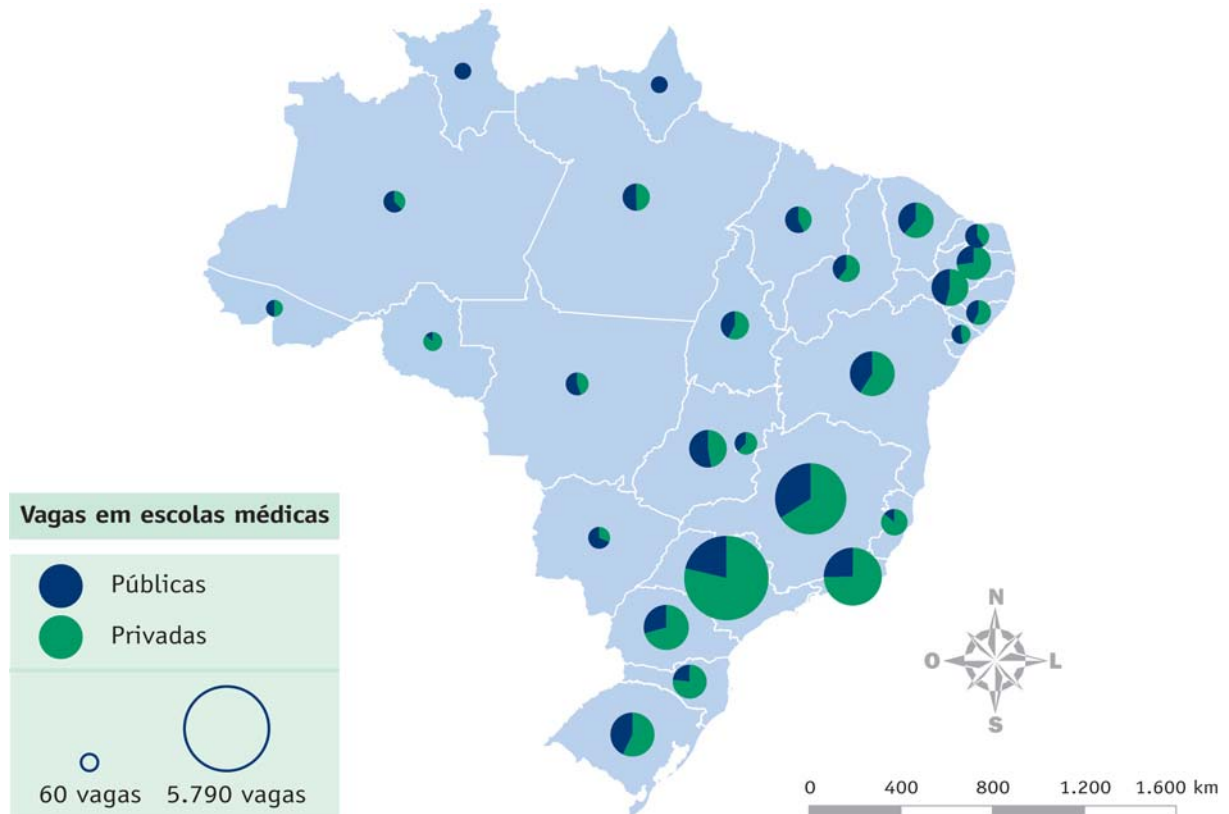 Vagas em escolas médicas
Públicas
Privadas
60 vagas 5.790 vagas
N
O L
S
0 400 800 1.200 1.600 km